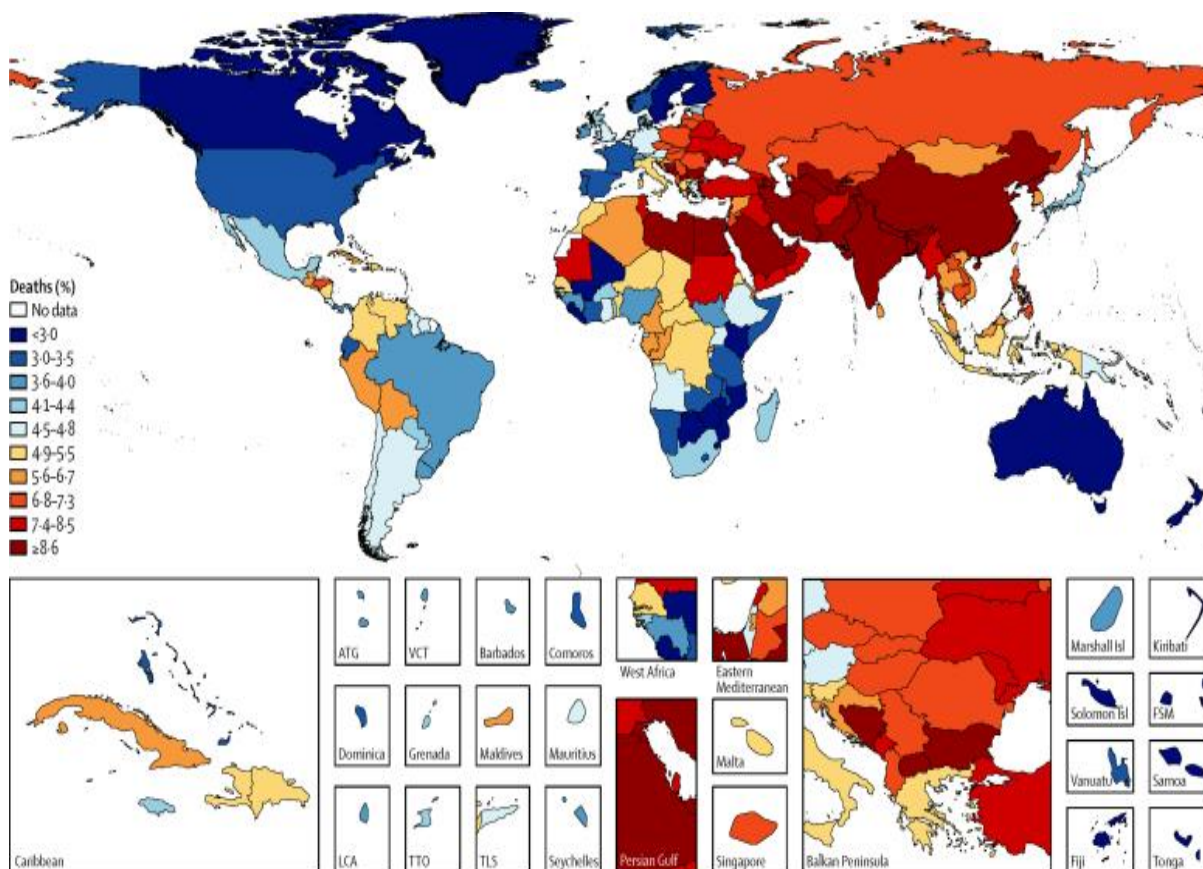 Deaths (%)
No data
<3·0
3·0–3·5
3·6–4·0
4·1–4·4
4·5–4·8
4·9–5·5
5·6–6·7
6·8–7·3
7·4–8·5
≥8·6
Caribbean
ATG
VCT
Barbados
Comoros
Dominica
Grenada
Maldives
Mauritius
LCA
TTO
TLS
Seychelles
West Africa
Eastern
Mediterranean
Persian Gulf
Malta
Singapore
Balkan Peninsula
Marshall Isl
Kiribati
Solomon Isl
FSM
Vanuatu
Samoa
Fiji
Tonga